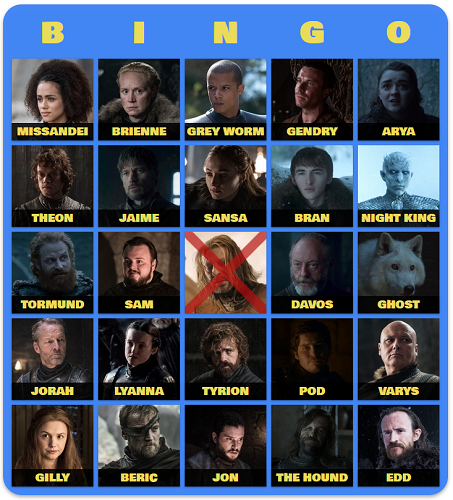 B I N G O
MISSANDEI BRIENNE GREY WORM GENDRY ARYA
THEON JAIME SANSA BRAN NIGHT KING
TORMUND SAM DAVOS GHOST
JORAH LYANNA TYRION POD VARYS
GILLY BERIC JON THE HOUND EDD